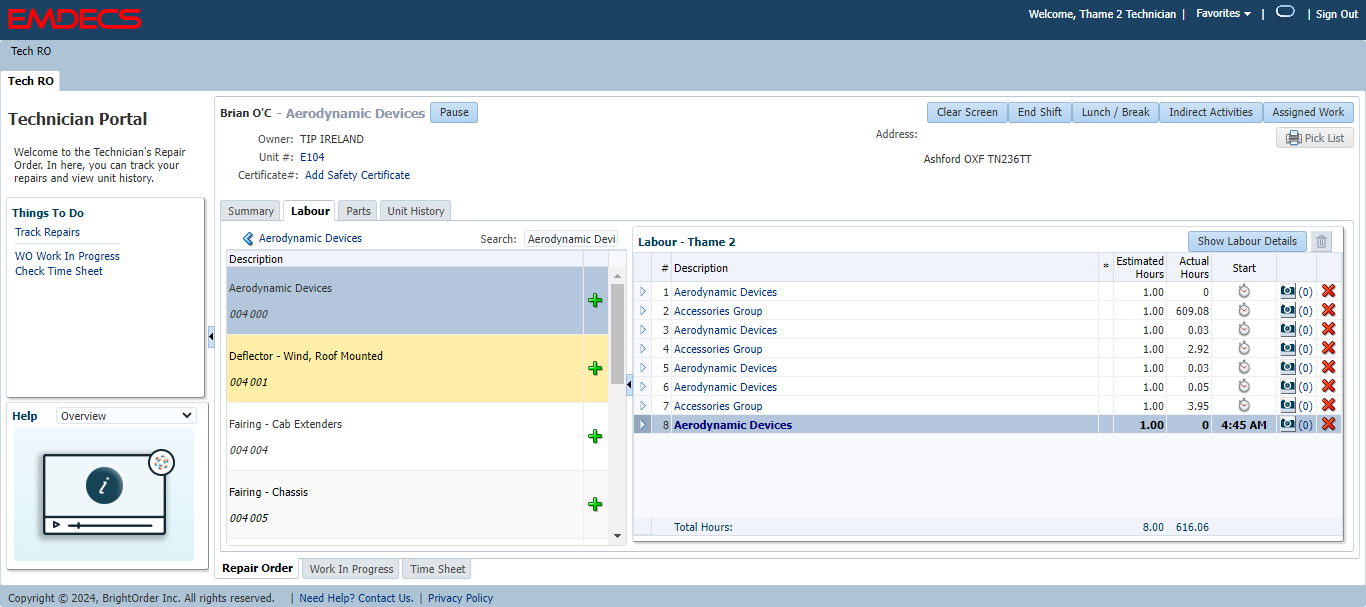 EMDECS
Welcome, Thame 2 Technician | Favorites | | Sign Out
Tech RO
Tech RO
Technician Portal
Welcome to the Technician's Repair
Order. In here, you can track your
repairs and view unit history.
Things To Do
Track Repairs
WO Work In Progress
Check Time Sheet
Help Overview
i
Brian O'C - Aerodynamic Devices Pause
Clear Screen End Shift Lunch / Break Indirect Activities Assigned Work
Pick List
Owner: TIP IRELAND
Unit #: E104
Certificate#: Add Safety Certificate
Address:
Ashford OXF TN236TT
Summary Labour Parts Unit History
Aerodynamic Devices Search: Aerodynamic Devi
Description
Aerodynamic Devices
004 000
Deflector - Wind, Roof Mounted
004 001
Fairing - Cab Extenders
004 004
Fairing - Chassis
004 005
Labour - Thame 2 Show Labour Details
# Description * Estimated Hours Actual Hours Start
1 Aerodynamic Devices 1.00 0 (0)
2 Accessories Group 1.00 609.08 (0)
3 Aerodynamic Devices 1.00 0.03 (0)
4 Accessories Group 1.00 2.92 (0)
5 Aerodynamic Devices 1.00 0.03 (0)
6 Aerodynamic Devices 1.00 0.05 (0)
7 Accessories Group 1.00 3.95 (0)
8 Aerodynamic Devices 1.00 0 4:45 AM (0)
Total Hours: 8.00 616.06
Repair Order Work In Progress Time Sheet
Copyright © 2024, BrightOrder Inc. All rights reserved. | Need Help? Contact Us. | Privacy Policy